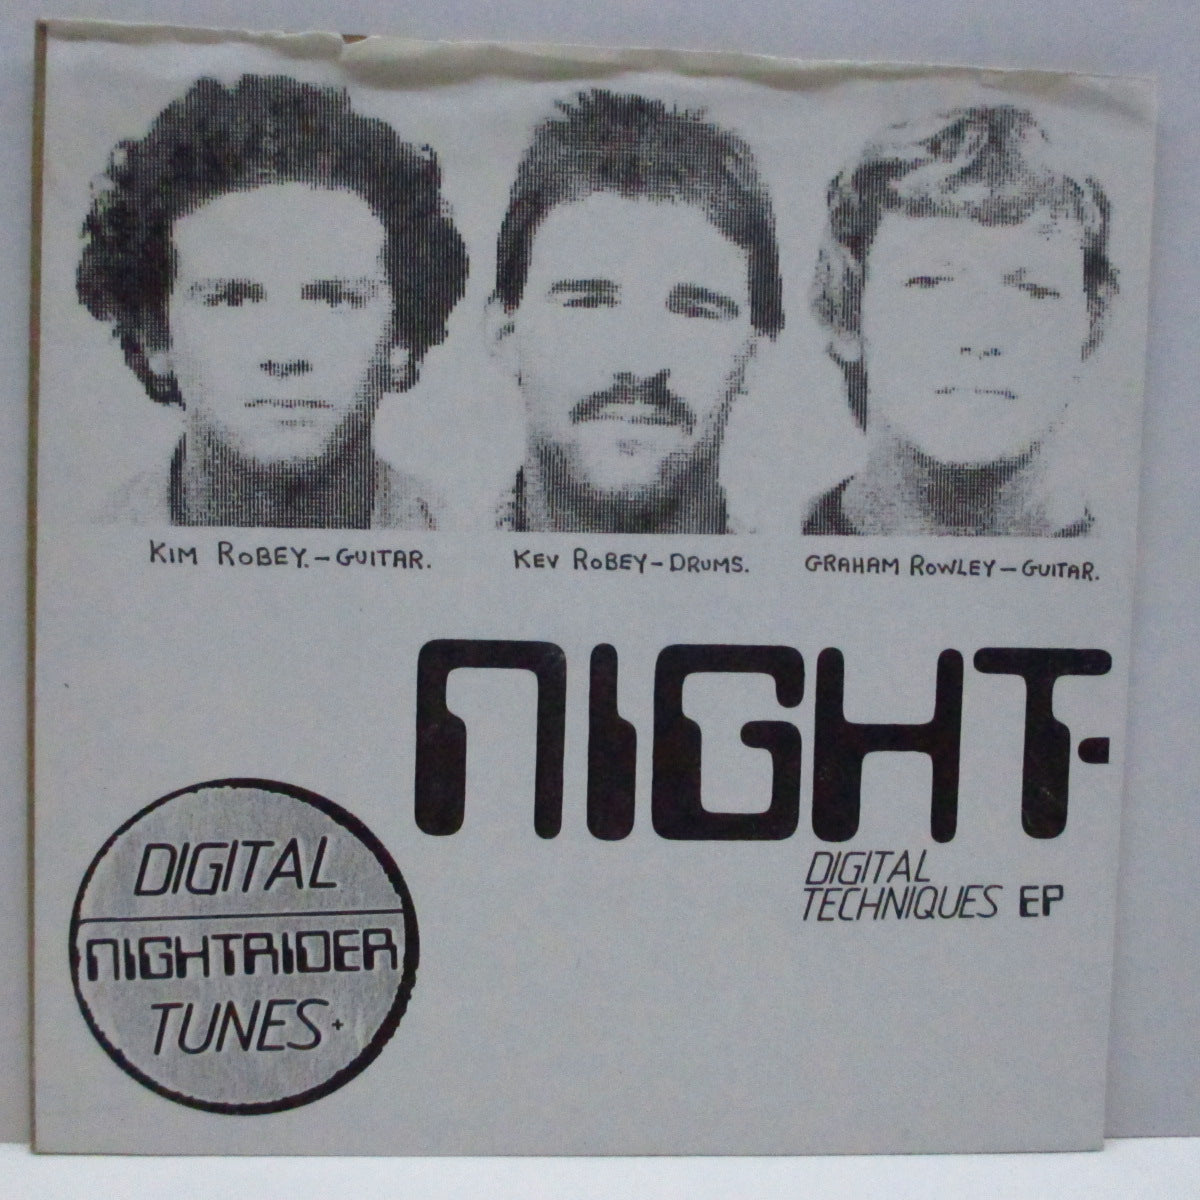 KIM ROBEY.-GUITAR.
KEV ROBEY-DRUMS.
GRAHAM ROWLEY-GUITAR.
NIGHT-
DIGITAL
TECHNIQUES EP
DIGITAL
NIGHTRIDER
TUNES+